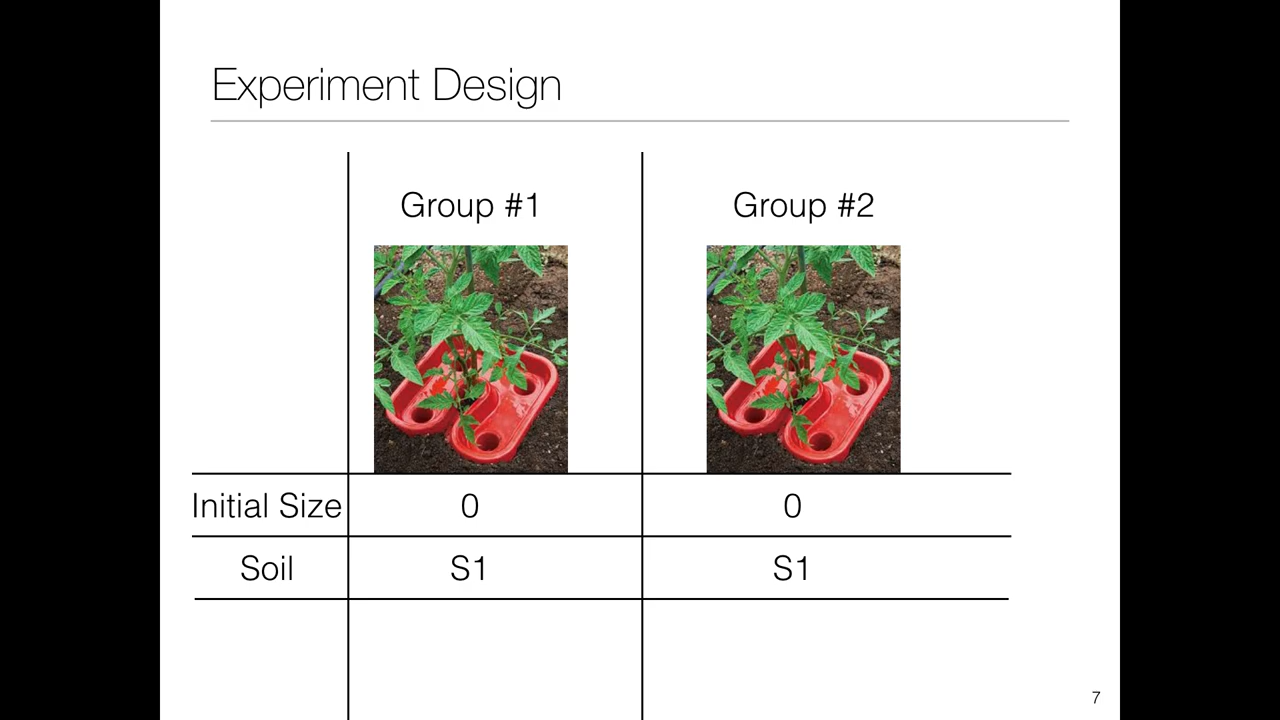 Experiment Design
Group #1
Group #2
Initial Size 0 0
Soil S1 S1
7